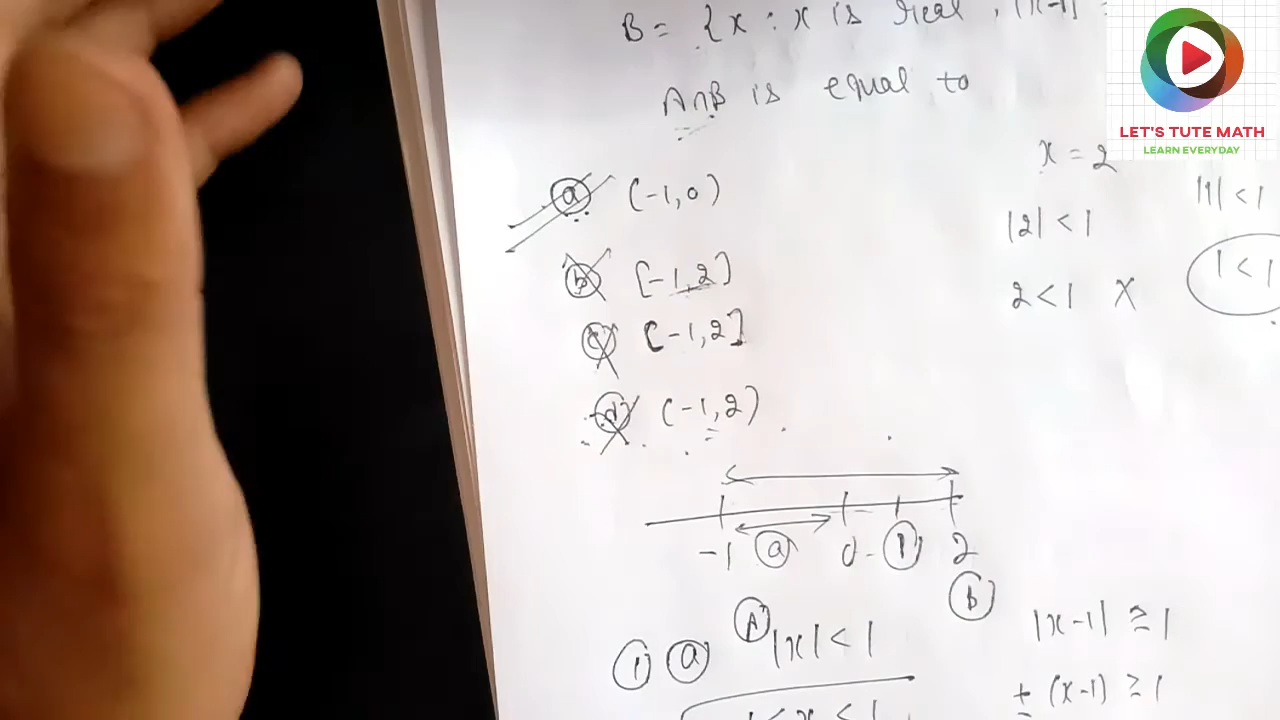 B = { x : x is real, |x-1|
A∩B is equal to
LET'S TUTE MATH
LEARN EVERYDAY
x = 2
(a) (-1,0)
|1| < 1
|2| < 1
(b) [-1,2]
1 < 1
2 < 1 X
(c) [-1,2]
(d) (-1,2)
-1 (a) 0 1 2
(B)
(A)
(1) (a) |x| < 1
|x-1| ≥ 1
± (x-1) ≥ 1